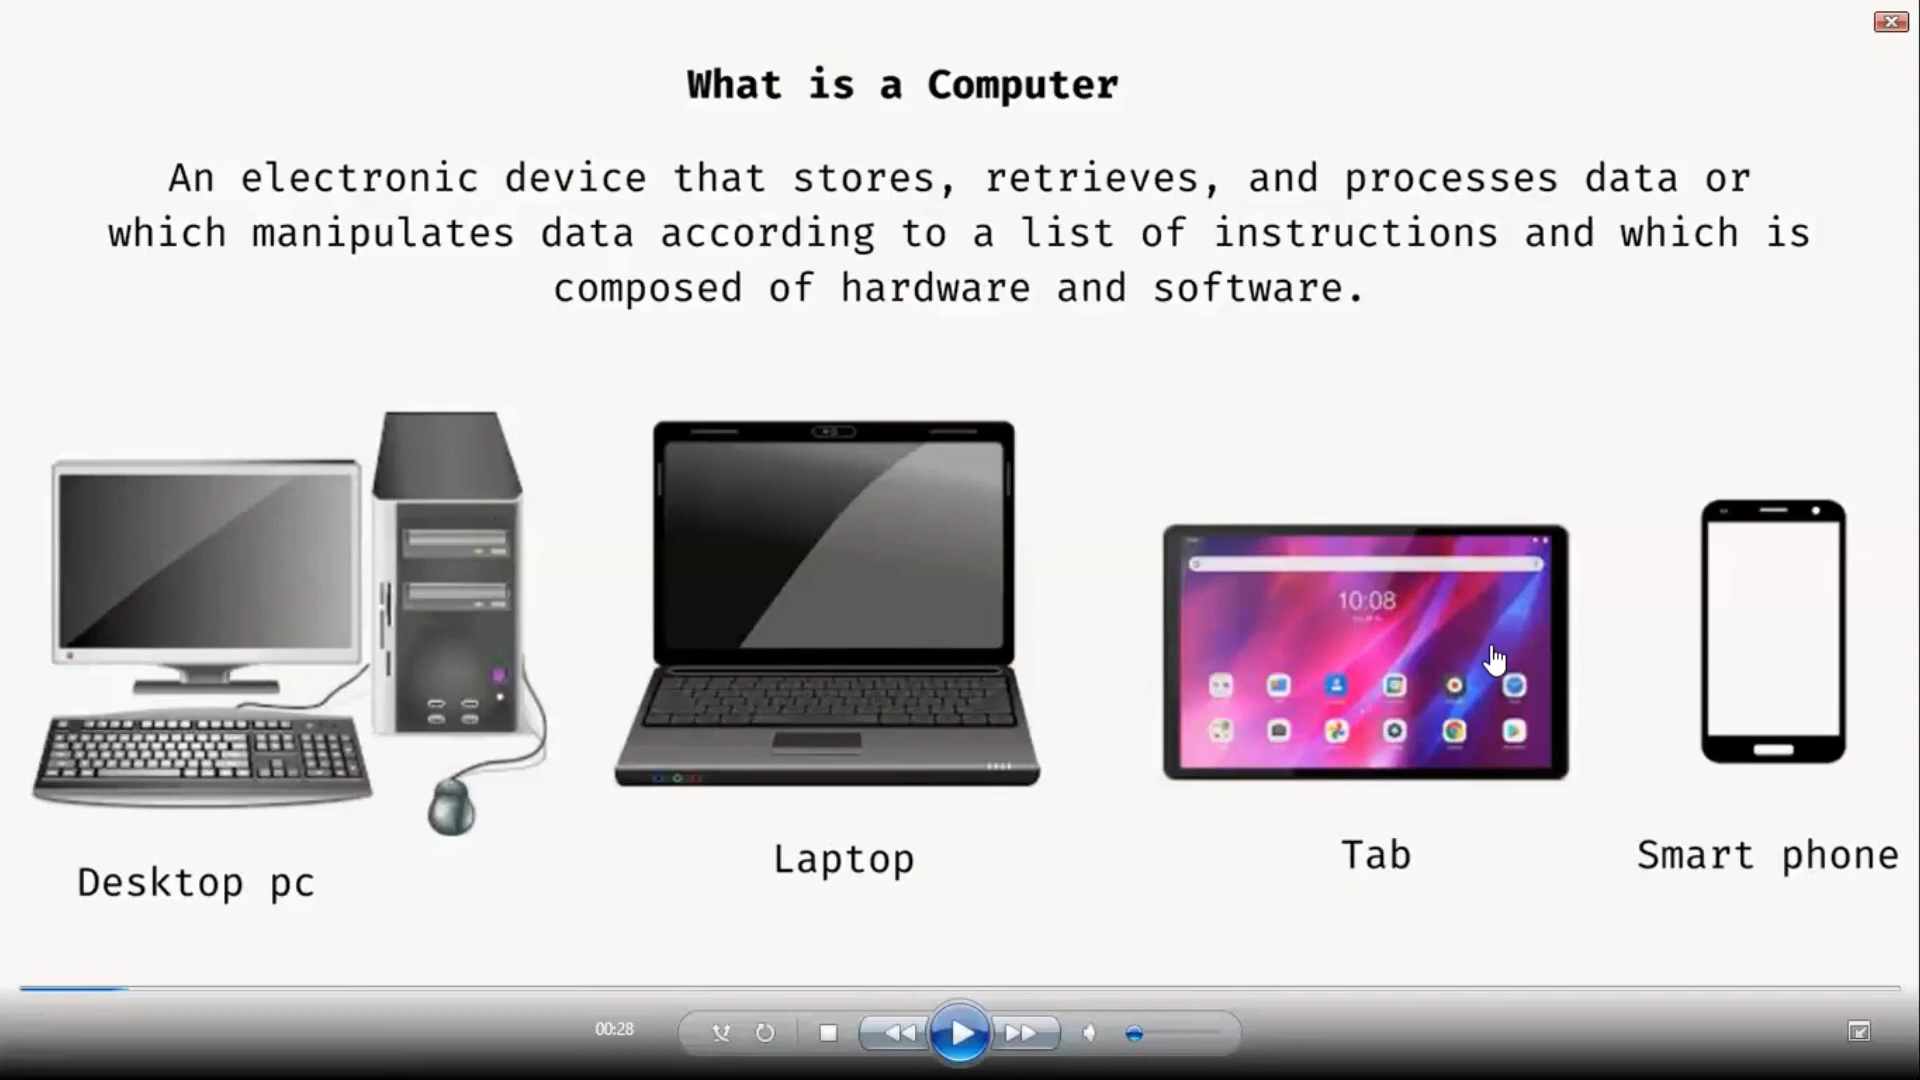 What is a Computer
An electronic device that stores, retrieves, and processes data or
which manipulates data according to a list of instructions and which is
composed of hardware and software.
10:08
Desktop pc
Laptop
Tab
Smart phone
00:28